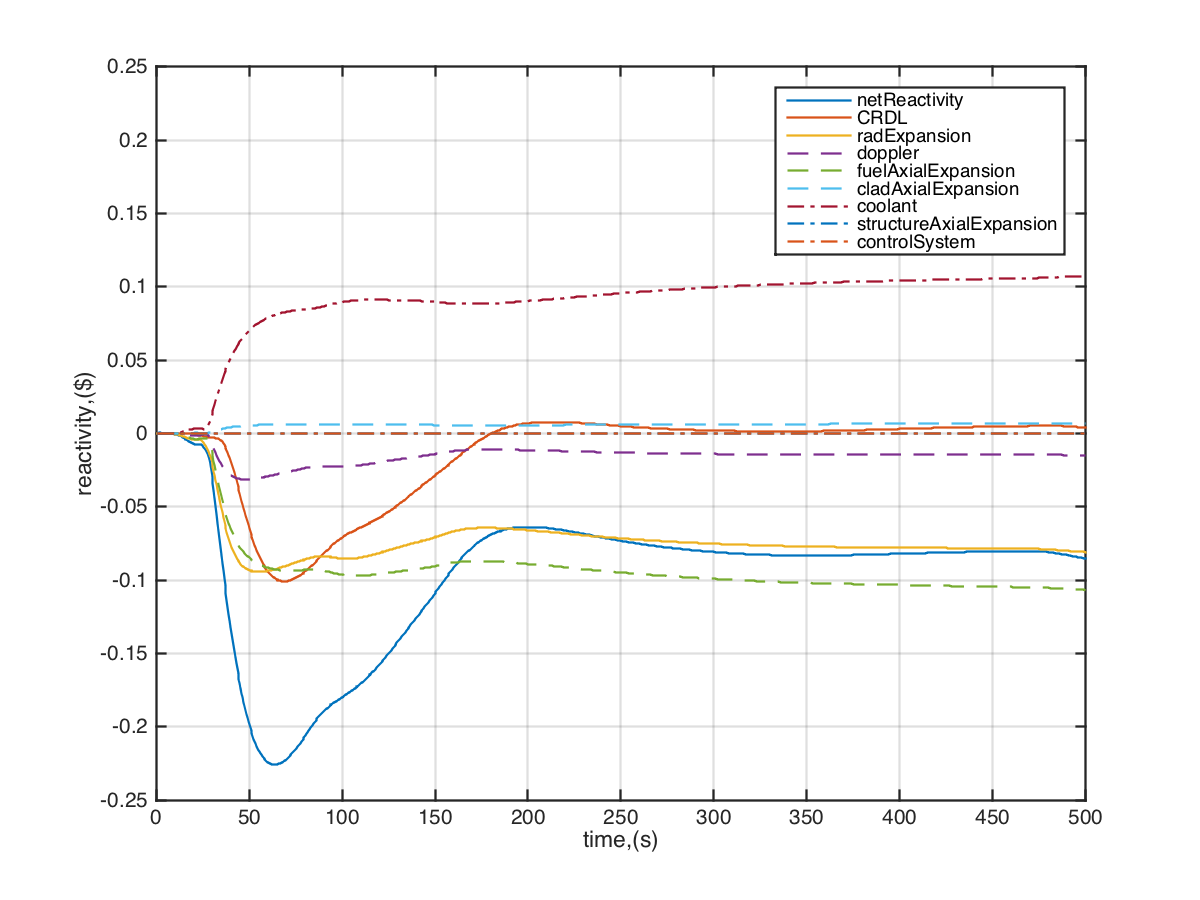 0.25
0.2
0.15
0.1
0.05
0
-0.05
-0.1
-0.15
-0.2
-0.25
reactivity,($)
netReactivity
CRDL
radExpansion
doppler
fuelAxialExpansion
cladAxialExpansion
coolant
structureAxialExpansion
controlSystem
0 50 100 150 200 250 300 350 400 450 500
time,(s)